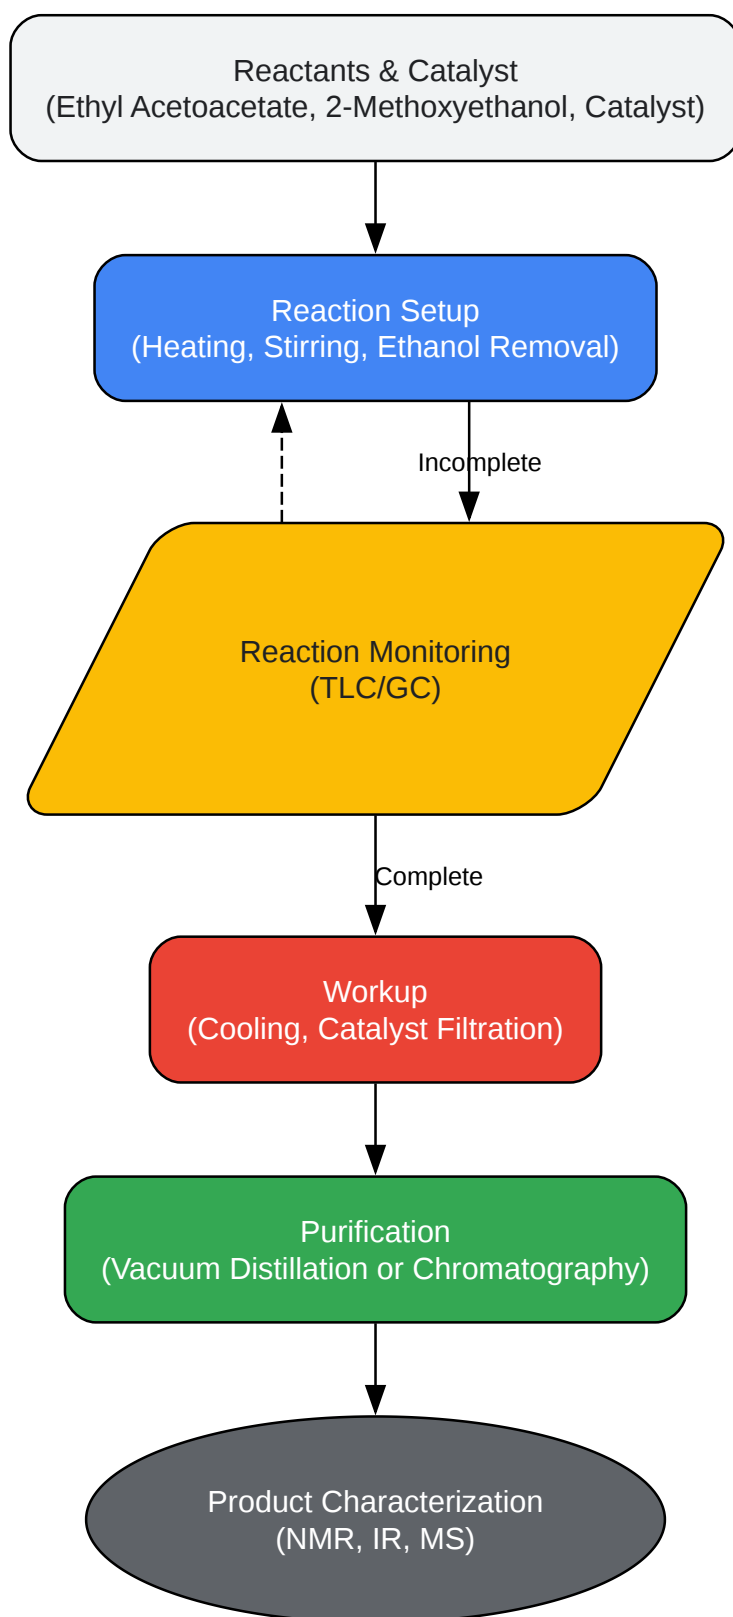 Reactants & Catalyst
(Ethyl Acetoacetate, 2-Methoxyethanol, Catalyst)
Reaction Setup
(Heating, Stirring, Ethanol Removal)
Incomplete
Reaction Monitoring
(TLC/GC)
Complete
Workup
(Cooling, Catalyst Filtration)
Purification
(Vacuum Distillation or Chromatography)
Product Characterization
(NMR, IR, MS)